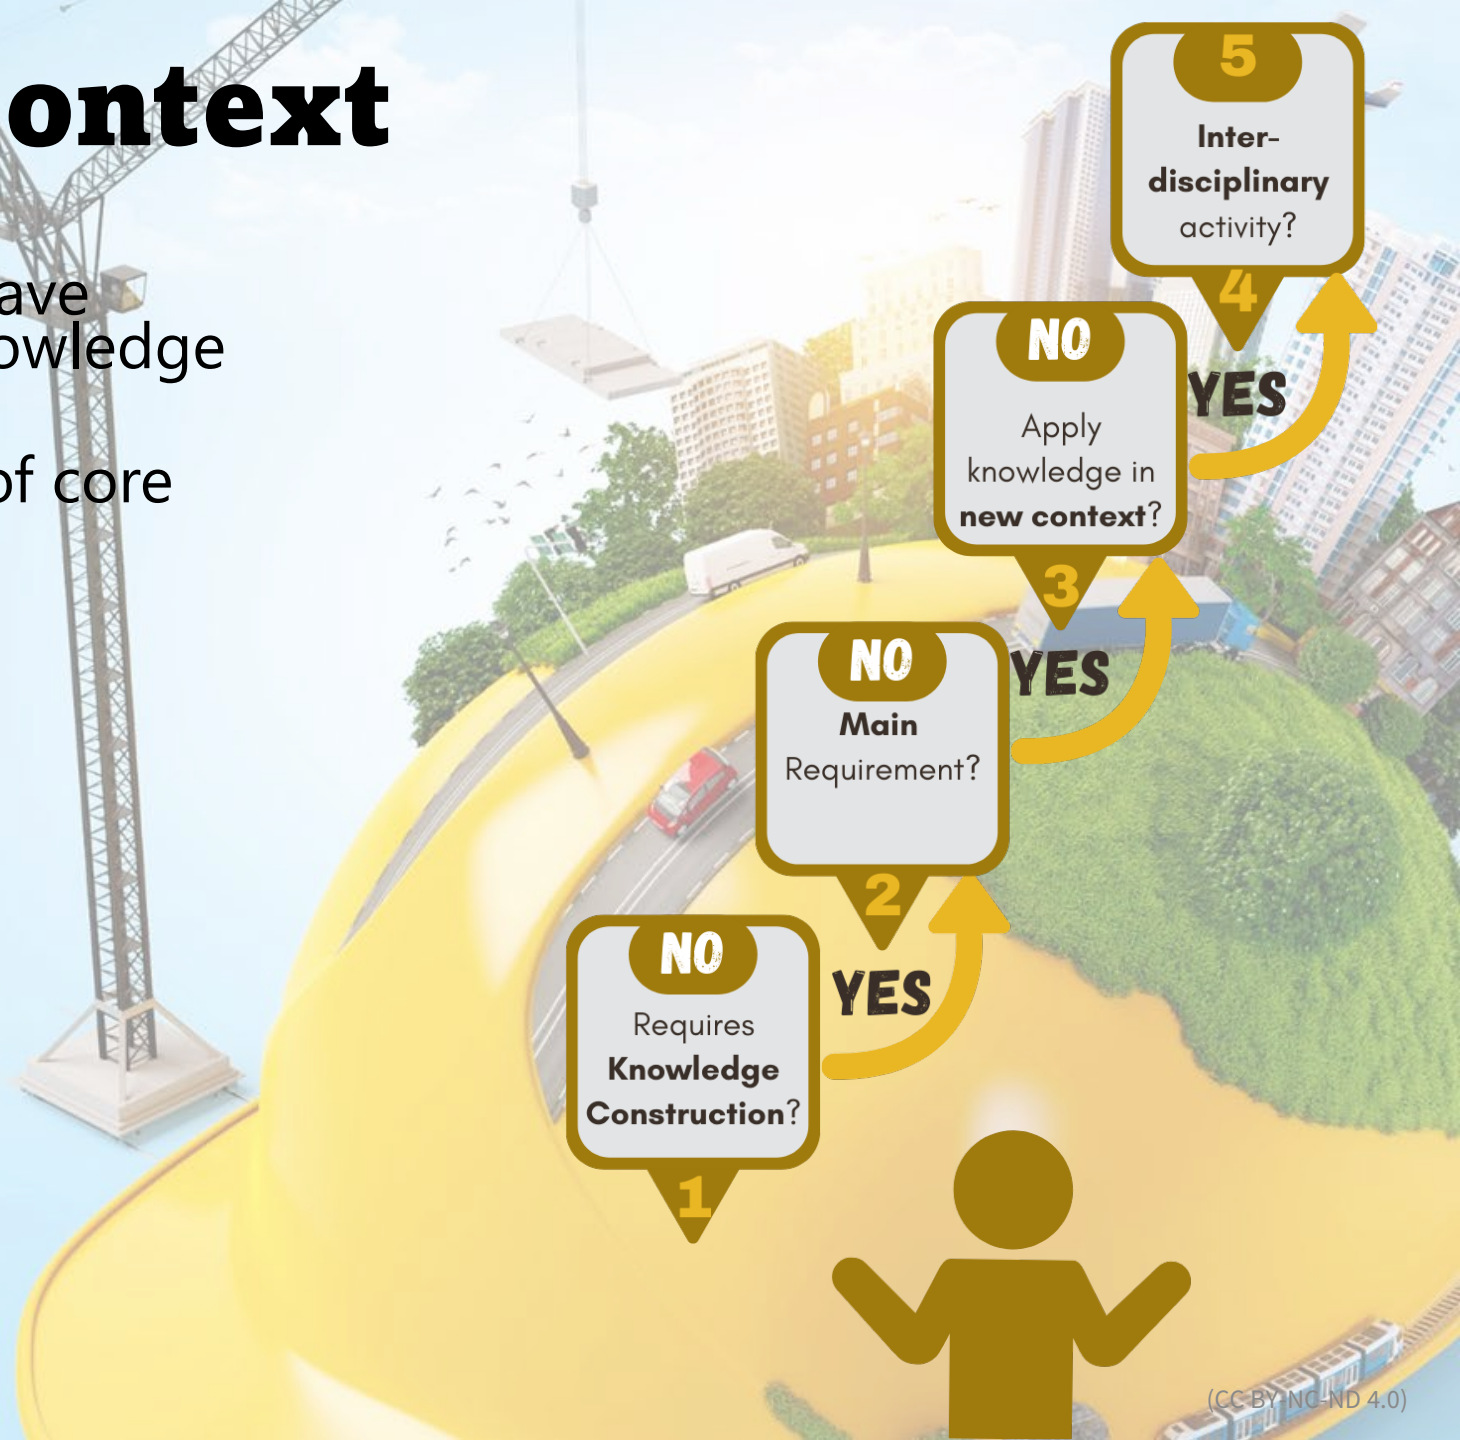 ontext
ave
owledge
of core
5
Inter-
disciplinary
activity?
4
YES
NO
Apply
knowledge in
new context?
3
YES
NO
Main
Requirement?
2
YES
NO
Requires
Knowledge
Construction?
1
(CC BY-NC-ND 4.0)